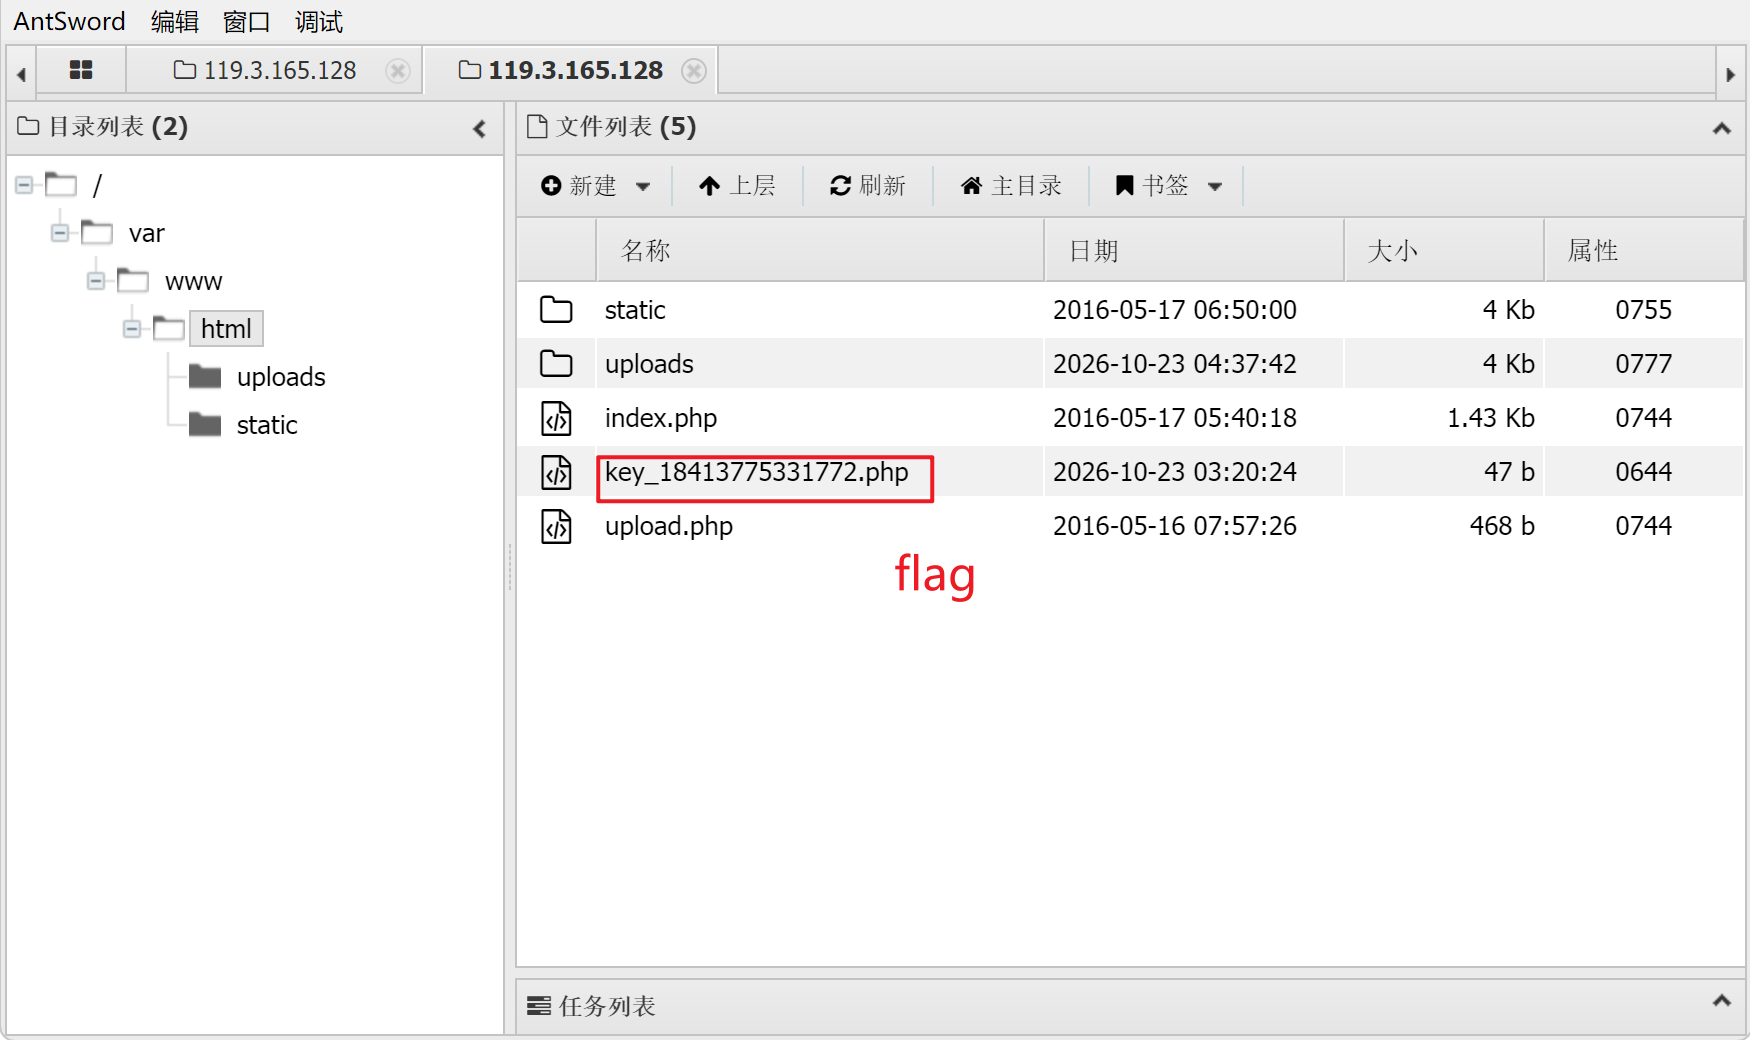 AntSword 编辑 窗口 调试
119.3.165.128 119.3.165.128
目录列表 (2)
/
var
www
html
uploads
static
文件列表 (5)
新建 上层 刷新 主目录 书签
名称 日期 大小 属性
static 2016-05-17 06:50:00 4 Kb 0755
uploads 2026-10-23 04:37:42 4 Kb 0777
index.php 2016-05-17 05:40:18 1.43 Kb 0744
key_18413775331772.php 2026-10-23 03:20:24 47 b 0644
upload.php 2016-05-16 07:57:26 468 b 0744
flag
任务列表